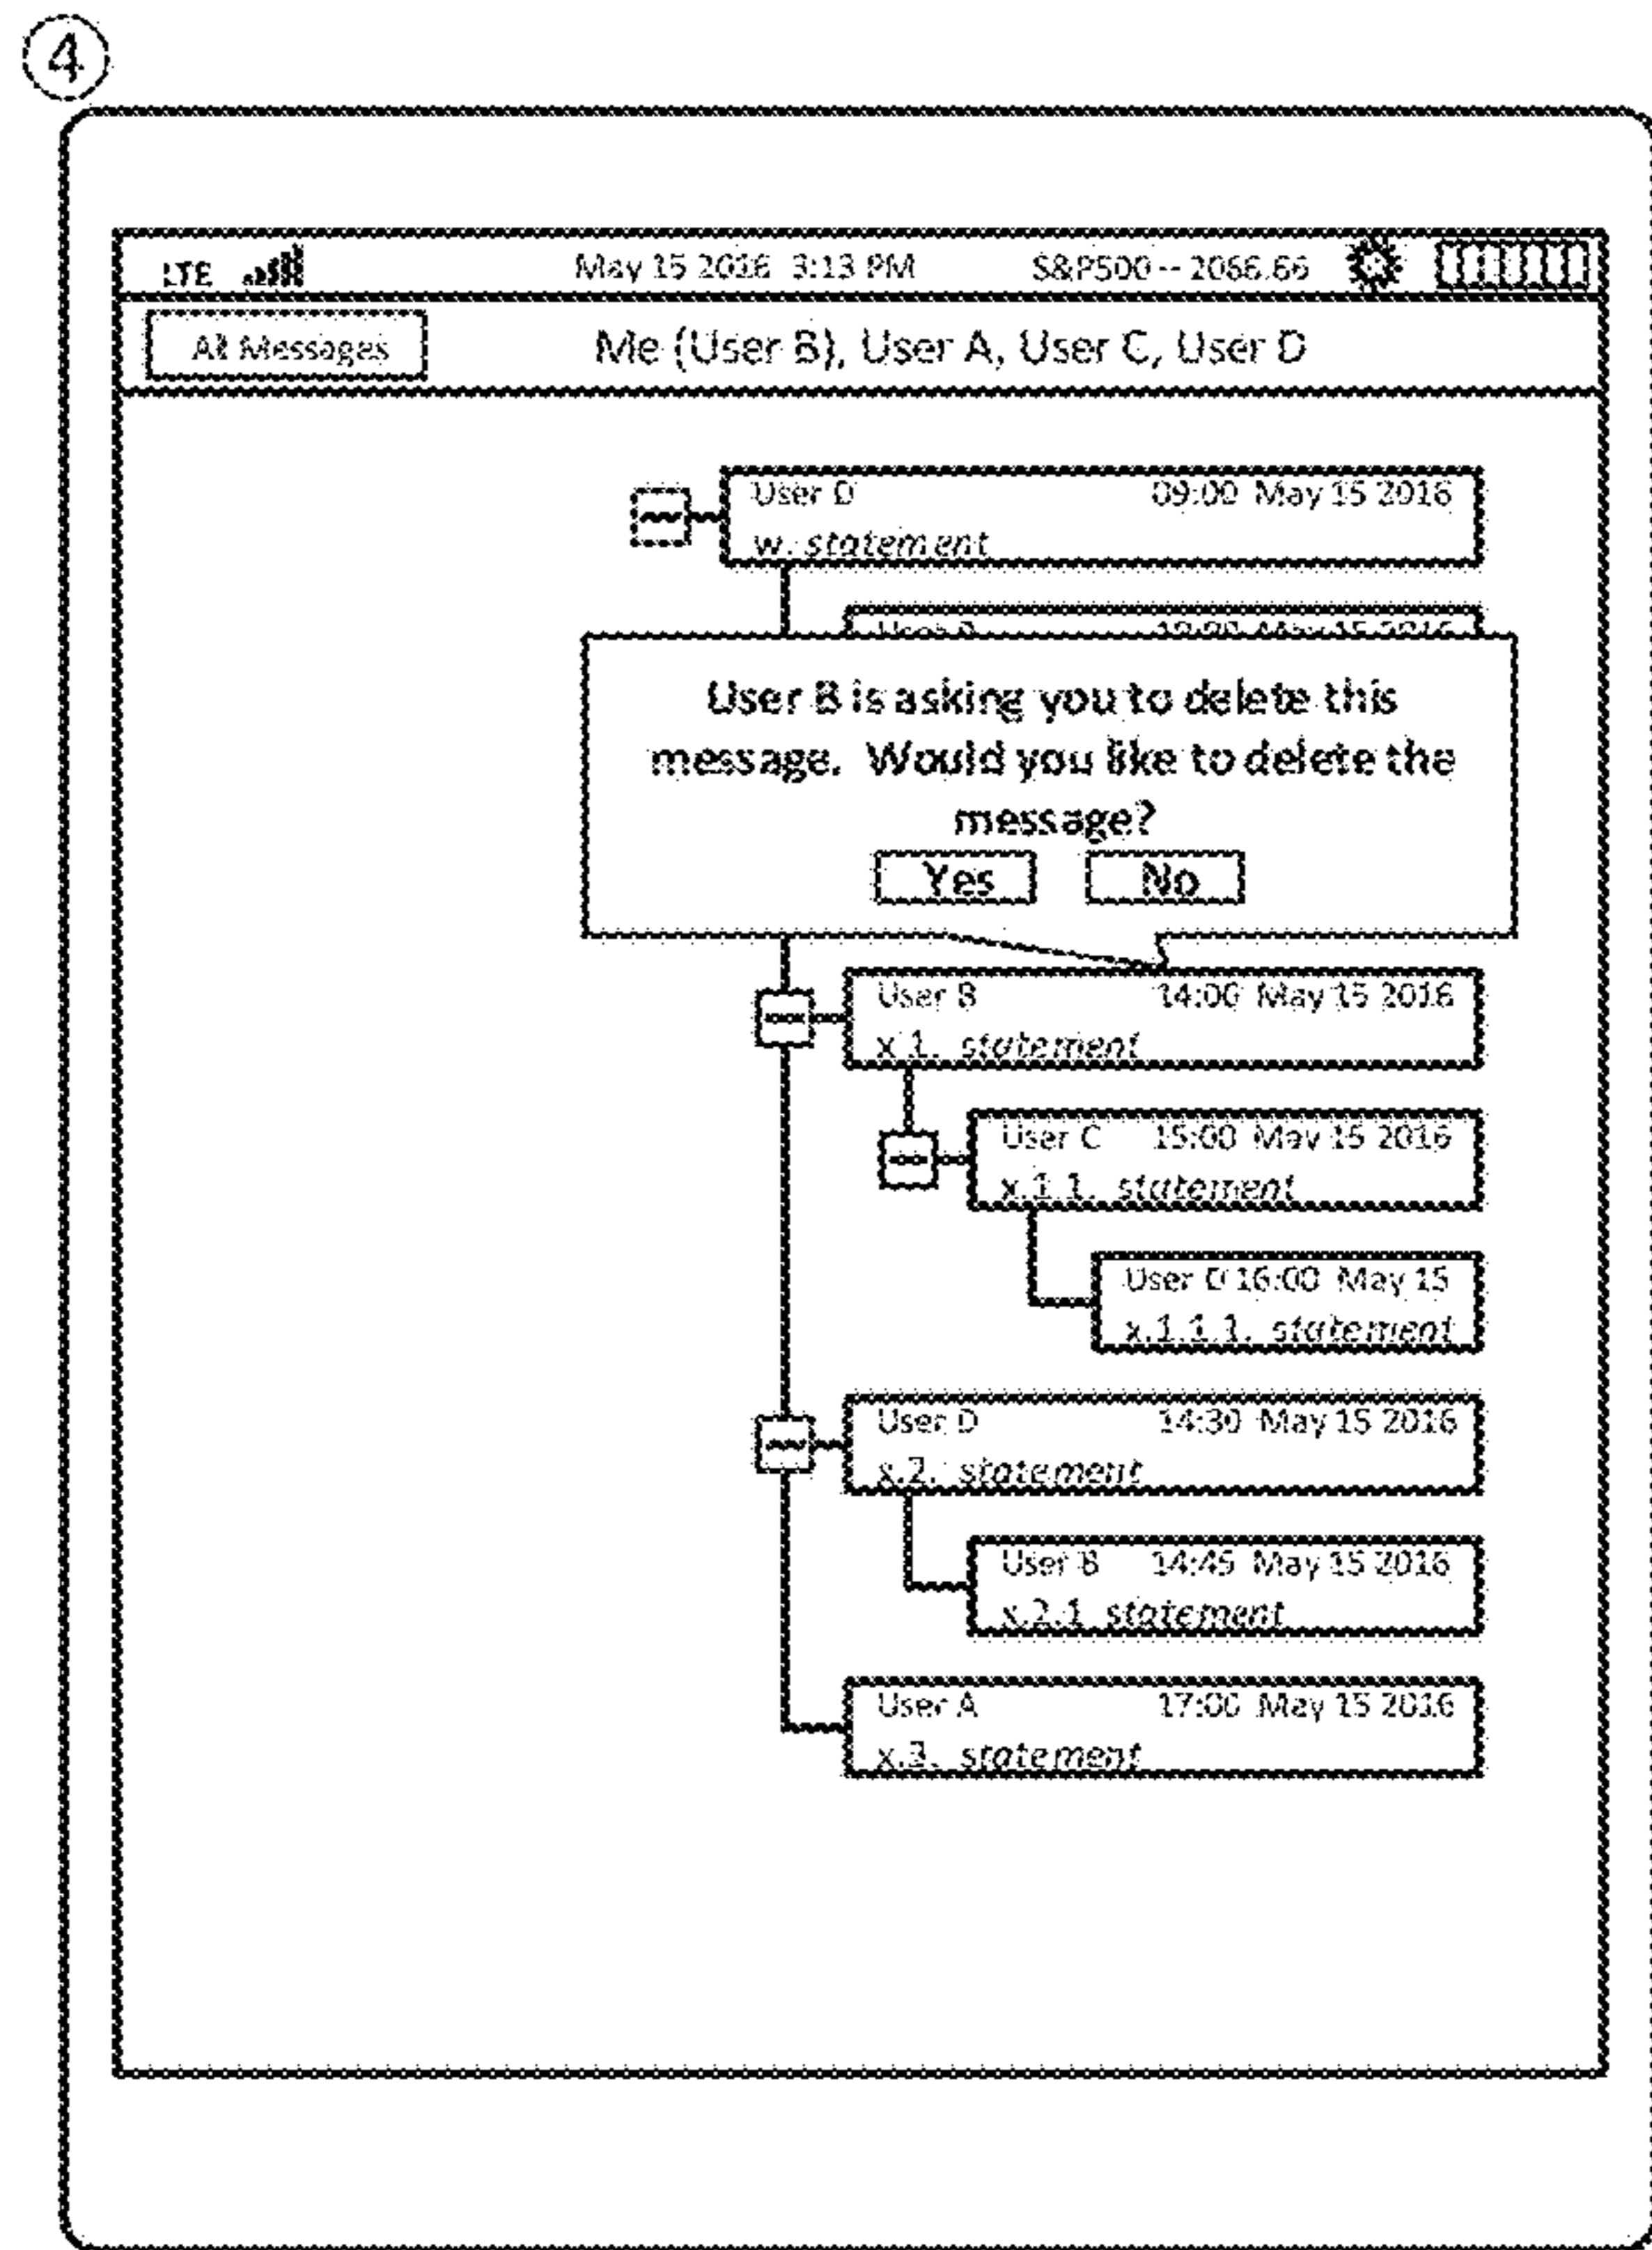 4
LTE May 15 2016 3:13 PM S&P500 -- 2066.66
All Messages Me (User B), User A, User C, User D
User D 09:00 May 15 2016
w. statement
May 15 2016
User B is asking you to delete this
message. Would you like to delete the
message?
Yes No
User B 14:00 May 15 2016
x.1. statement
User C 15:00 May 15 2016
x.1.1. statement
User D 16:00 May 15
x.1.1.1. statement
User D 14:30 May 15 2016
x.2. statement
User B 14:45 May 15 2016
x.2.1 statement
User A 17:00 May 15 2016
x.3. statement